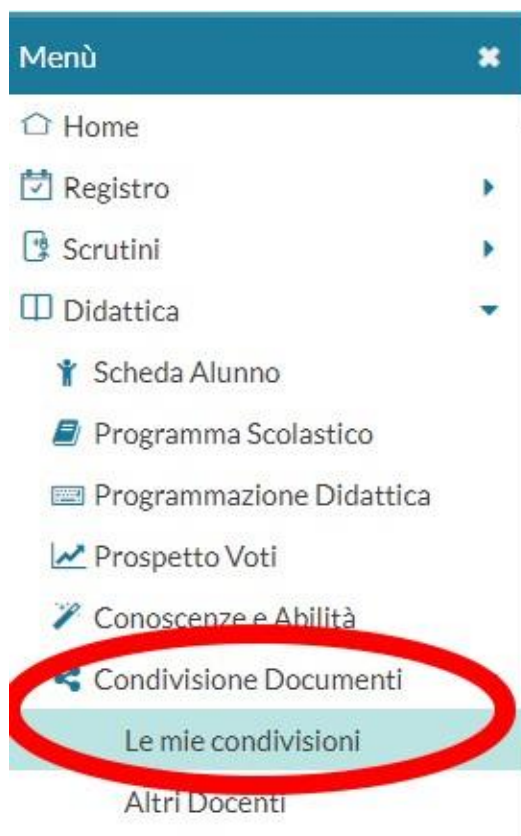 Menù
Home
Registro
Scrutini
Didattica
Scheda Alunno
Programma Scolastico
Programmazione Didattica
Prospetto Voti
Conoscenze e Abilità
Condivisione Documenti
Le mie condivisioni
Altri Docenti